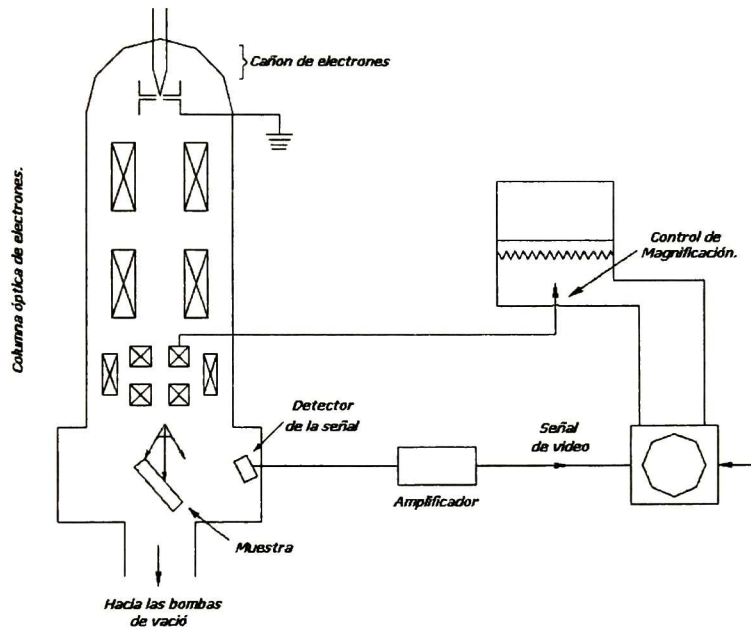 Cañon de electrones
Columna óptica de electrones.
Control de
Magnificación.
Detector
de la señal
Señal
de video
Amplificador
Muestra
Hacia las bombas
de vació